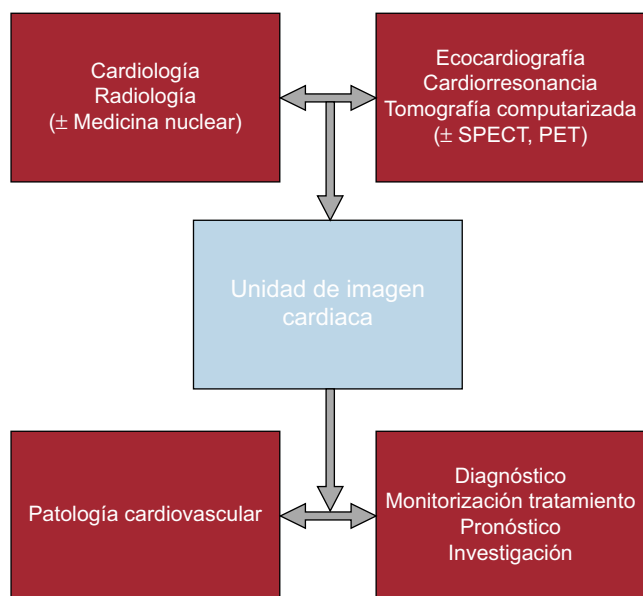 Cardiología
Radiología
(± Medicina nuclear)
Ecocardiografía
Cardiorresonancia
Tomografía computarizada
(± SPECT, PET)
Unidad de imagen
cardiaca
Patología cardiovascular
Diagnóstico
Monitorización tratamiento
Pronóstico
Investigación